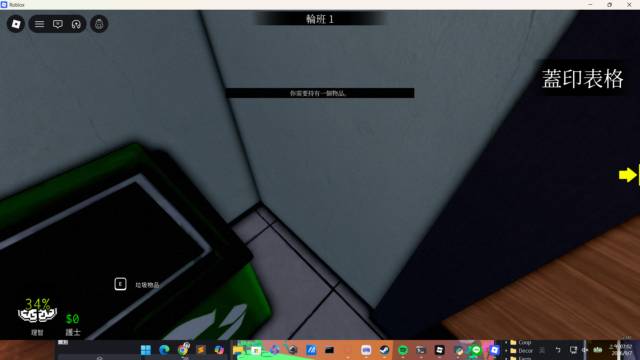 Roblox
輪班 1
你需要持有一個物品。
蓋印表格
E
垃圾物品
34%
理智
$0
護士
Coop
Decor